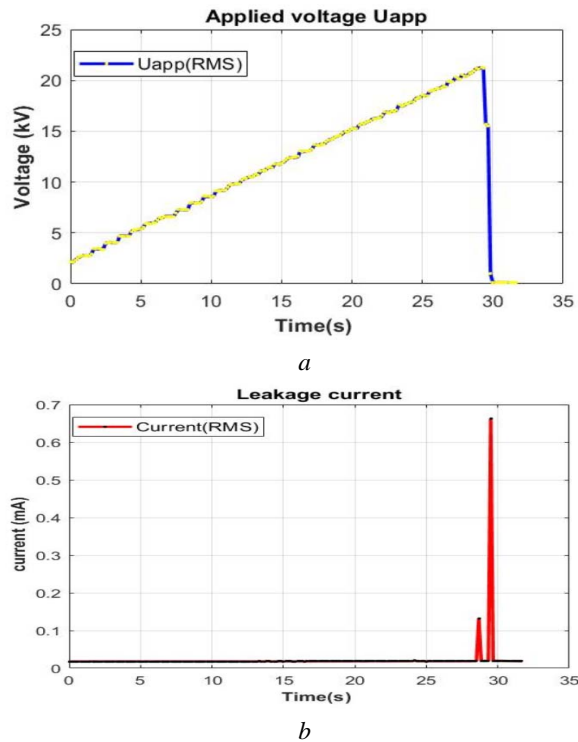 Applied voltage Uapp
25
Uapp(RMS)
20
15
10
5
0
Voltage (kV)
0 5 10 15 20 25 30 35
Time(s)
a
Leakage current
0.7
Current(RMS)
0.6
0.5
0.4
0.3
0.2
0.1
0
current (mA)
0 5 10 15 20 25 30 35
Time(s)
b